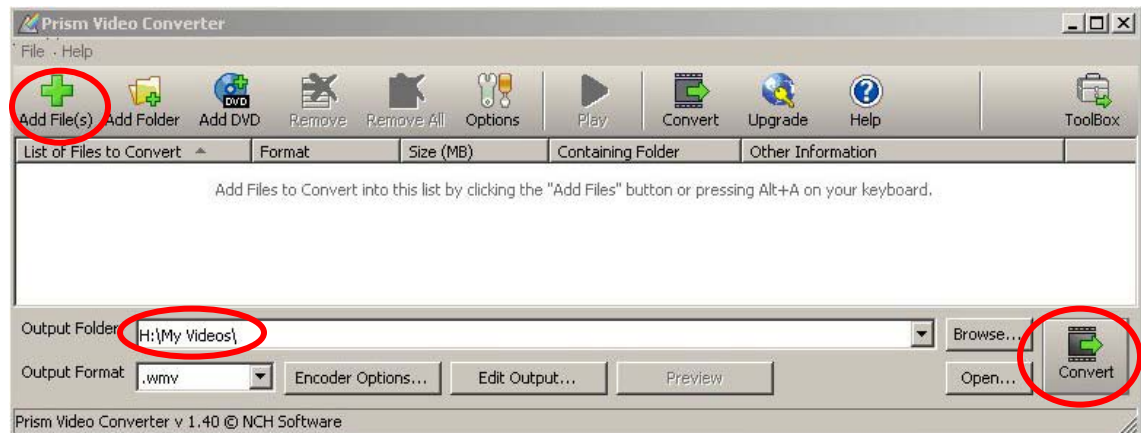 Prism Video Converter
File Help
Add File(s) Add Folder Add DVD Remove Remove All Options Play Convert Upgrade Help ToolBox
List of Files to Convert Format Size (MB) Containing Folder Other Information
Add Files to Convert into this list by clicking the "Add Files" button or pressing Alt+A on your keyboard.
Output Folder H:\My Videos\ Browse...
Output Format .wmv Encoder Options... Edit Output... Preview Open... Convert
Prism Video Converter v 1.40 © NCH Software